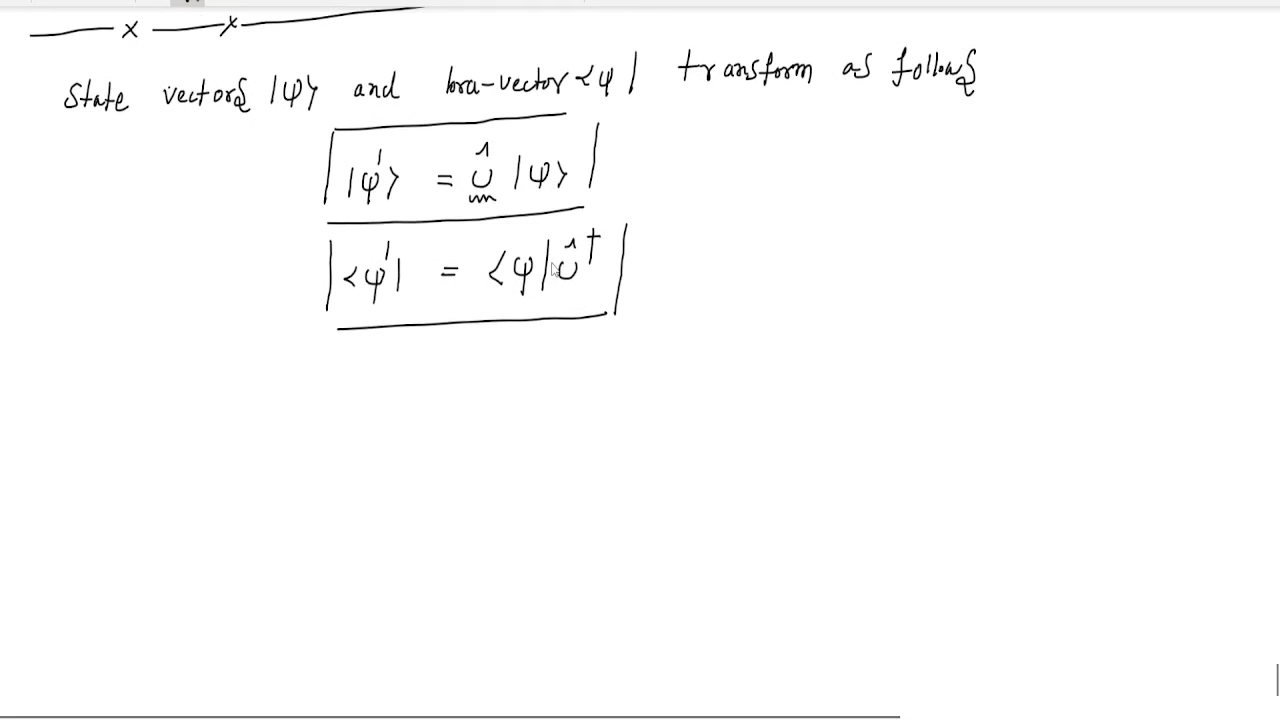 State vectors |ψ⟩ and bra-vector ⟨ψ| transform as follows
|ψ'⟩ = Û |ψ⟩
⟨ψ'| = ⟨ψ|Û†